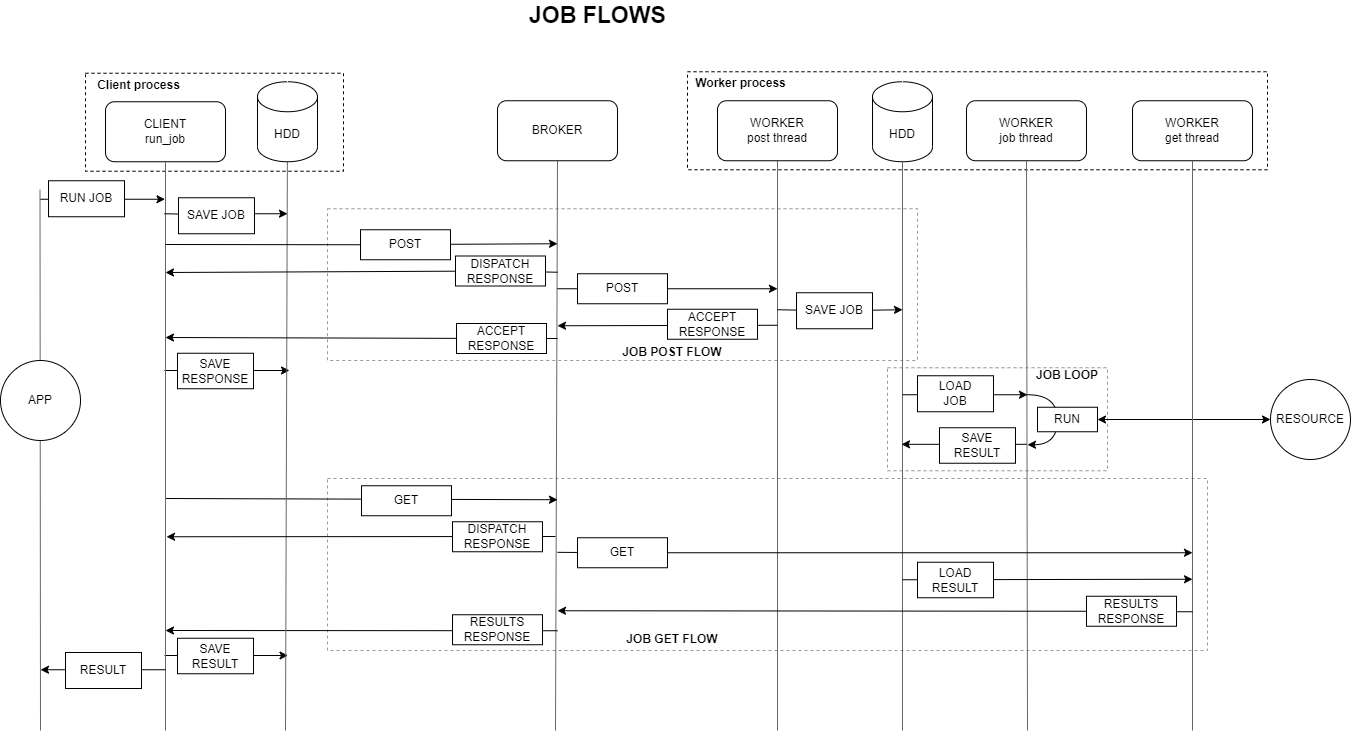 JOB FLOWS
Client process
Worker process
CLIENT
run_job
HDD
BROKER
WORKER
post thread
HDD
WORKER
job thread
WORKER
get thread
RUN JOB
SAVE JOB
POST
DISPATCH
RESPONSE
POST
SAVE JOB
ACCEPT
RESPONSE
ACCEPT
RESPONSE
JOB POST FLOW
SAVE
RESPONSE
APP
JOB LOOP
LOAD
JOB
RUN
RESOURCE
SAVE
RESULT
GET
DISPATCH
RESPONSE
GET
LOAD
RESULT
RESULTS
RESPONSE
RESULTS
RESPONSE
JOB GET FLOW
SAVE
RESULT
RESULT